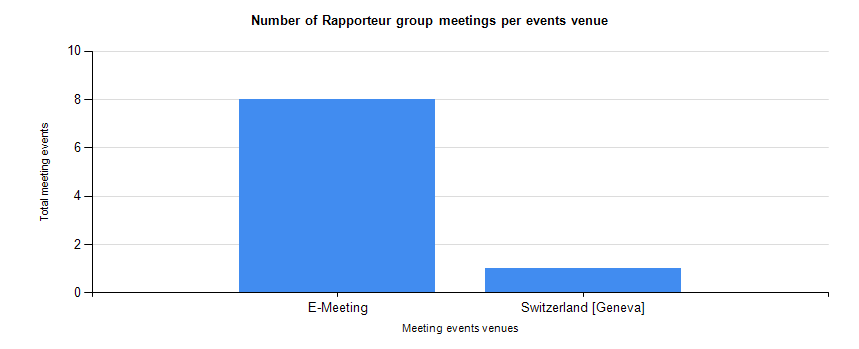 Number of Rapporteur group meetings per events venue
Total meeting events
10
8
6
4
2
0
E-Meeting
Switzerland [Geneva]
Meeting events venues